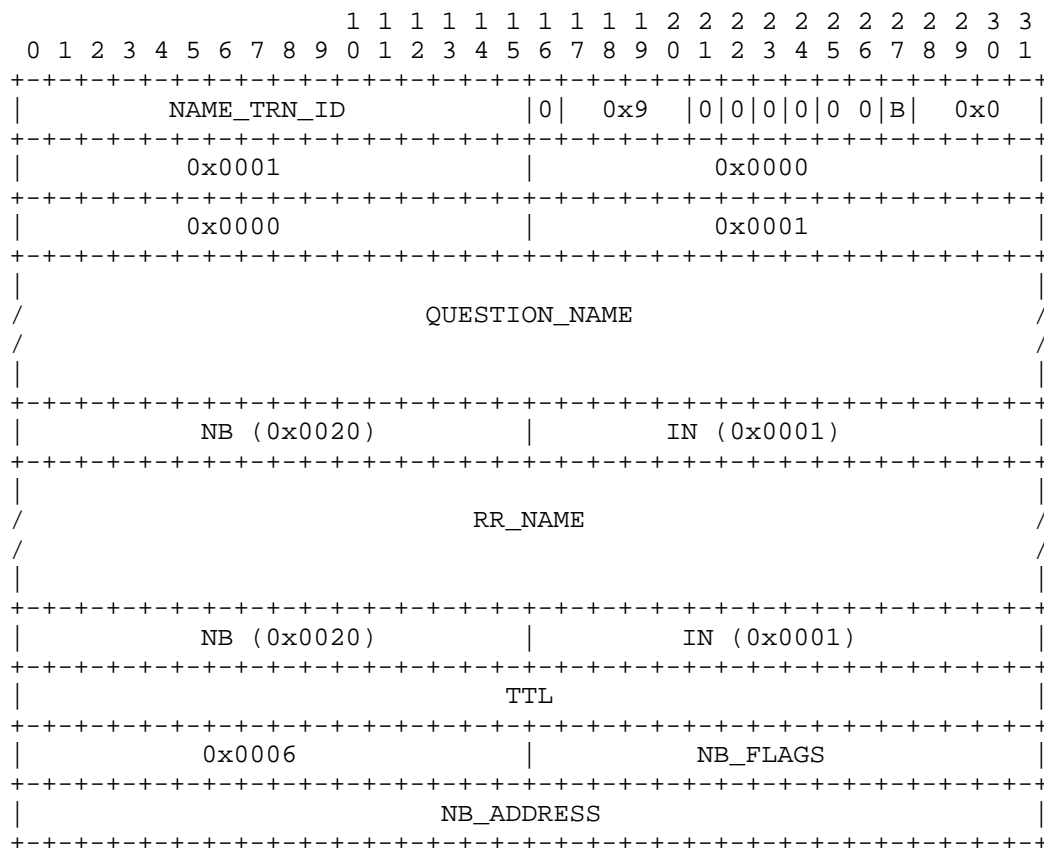 1 1 1 1 1 1 1 1 1 1 2 2 2 2 2 2 2 2 2 2 3 3
 0 1 2 3 4 5 6 7 8 9 0 1 2 3 4 5 6 7 8 9 0 1 2 3 4 5 6 7 8 9 0 1
+-+-+-+-+-+-+-+-+-+-+-+-+-+-+-+-+-+-+-+-+-+-+-+-+-+-+-+-+-+-+-+-+
|         NAME_TRN_ID           |0|  0x9  |0|0|0|0|0 0|B|  0x0  |
+-+-+-+-+-+-+-+-+-+-+-+-+-+-+-+-+-+-+-+-+-+-+-+-+-+-+-+-+-+-+-+-+
|          0x0001               |           0x0000              |
+-+-+-+-+-+-+-+-+-+-+-+-+-+-+-+-+-+-+-+-+-+-+-+-+-+-+-+-+-+-+-+-+
|          0x0000               |           0x0001              |
+-+-+-+-+-+-+-+-+-+-+-+-+-+-+-+-+-+-+-+-+-+-+-+-+-+-+-+-+-+-+-+-+
|                                                               |
/                         QUESTION_NAME                         /
/                                                               /
|                                                               |
+-+-+-+-+-+-+-+-+-+-+-+-+-+-+-+-+-+-+-+-+-+-+-+-+-+-+-+-+-+-+-+-+
|           NB (0x0020)         |        IN (0x0001)            |
+-+-+-+-+-+-+-+-+-+-+-+-+-+-+-+-+-+-+-+-+-+-+-+-+-+-+-+-+-+-+-+-+
|                                                               |
/                            RR_NAME                            /
/                                                               /
|                                                               |
+-+-+-+-+-+-+-+-+-+-+-+-+-+-+-+-+-+-+-+-+-+-+-+-+-+-+-+-+-+-+-+-+
|           NB (0x0020)         |         IN (0x0001)           |
+-+-+-+-+-+-+-+-+-+-+-+-+-+-+-+-+-+-+-+-+-+-+-+-+-+-+-+-+-+-+-+-+
|                              TTL                              |
+-+-+-+-+-+-+-+-+-+-+-+-+-+-+-+-+-+-+-+-+-+-+-+-+-+-+-+-+-+-+-+-+
|           0x0006              |          NB_FLAGS             |
+-+-+-+-+-+-+-+-+-+-+-+-+-+-+-+-+-+-+-+-+-+-+-+-+-+-+-+-+-+-+-+-+
|                          NB_ADDRESS                           |
+-+-+-+-+-+-+-+-+-+-+-+-+-+-+-+-+-+-+-+-+-+-+-+-+-+-+-+-+-+-+-+-+